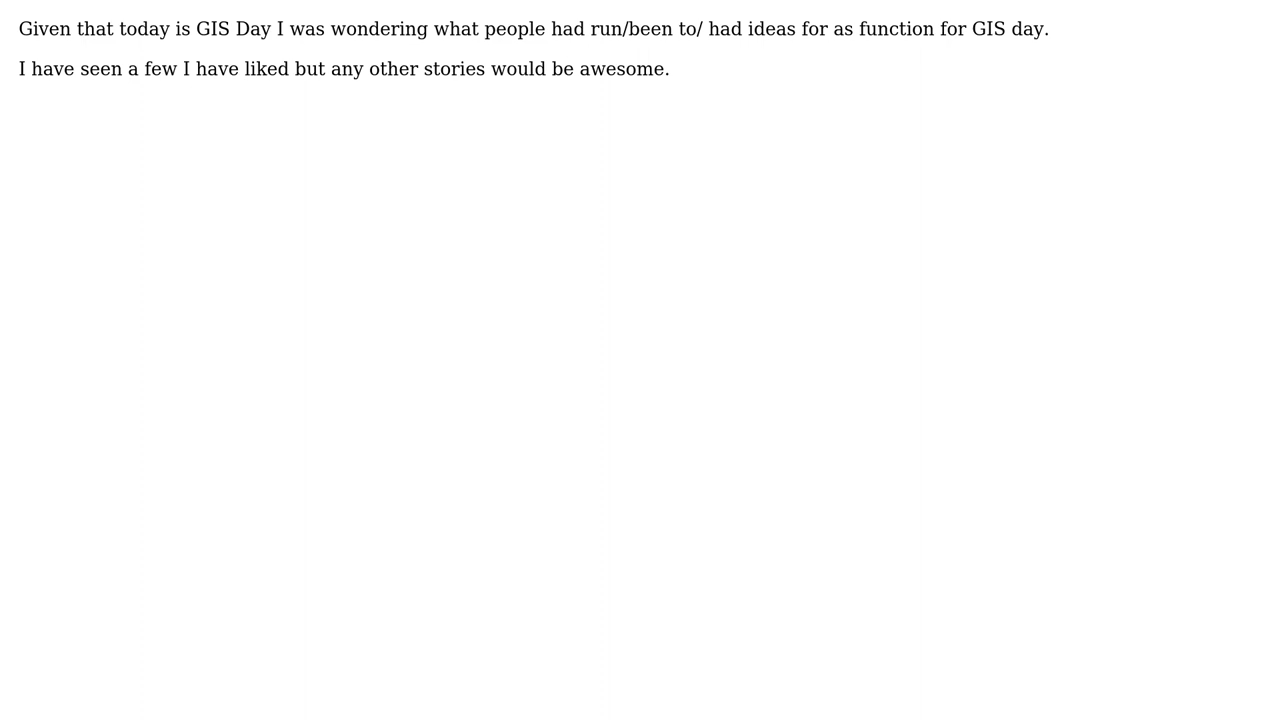 Given that today is GIS Day I was wondering what people had run/been to/ had ideas for as function for GIS day.
I have seen a few I have liked but any other stories would be awesome.